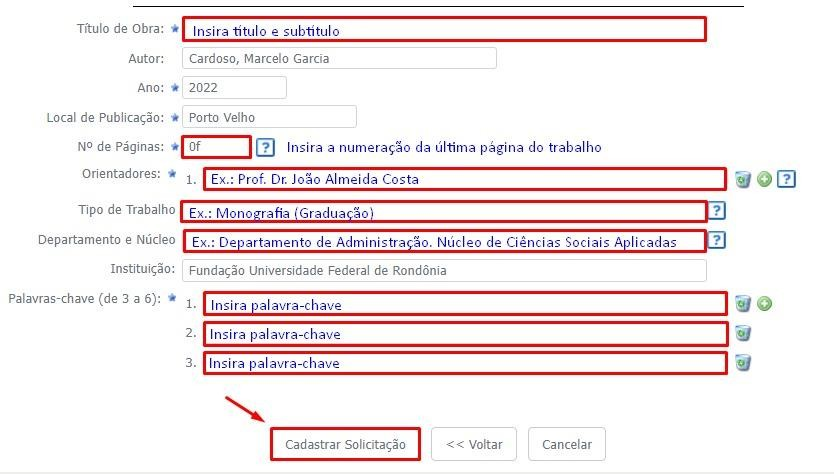 Título de Obra: Insira título e subtítulo
Autor: Cardoso, Marcelo Garcia
Ano: 2022
Local de Publicação: Porto Velho
Nº de Páginas: 0f ? Insira a numeração da última página do trabalho
Orientadores: 1. Ex.: Prof. Dr. João Almeida Costa ?
Tipo de Trabalho Ex.: Monografia (Graduação) ?
Departamento e Núcleo Ex.: Departamento de Administração. Núcleo de Ciências Sociais Aplicadas ?
Instituição: Fundação Universidade Federal de Rondônia
Palavras-chave (de 3 a 6): 1. Insira palavra-chave
2. Insira palavra-chave
3. Insira palavra-chave
Cadastrar Solicitação << Voltar Cancelar